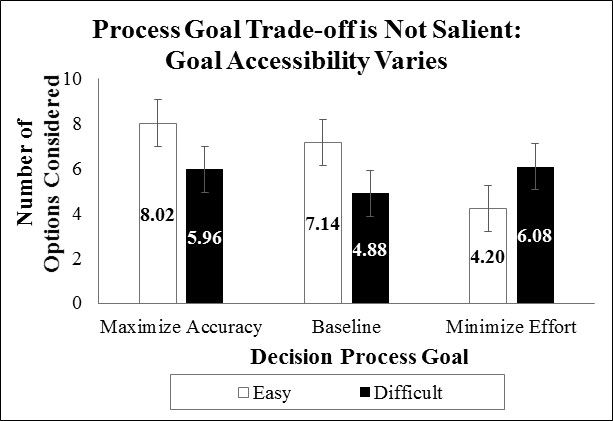 Process Goal Trade-off is Not Salient:
Goal Accessibility Varies
Number of
Options Considered
10
8
6
4
2
0
8.02
5.96
7.14
4.88
4.20
6.08
Maximize Accuracy
Baseline
Minimize Effort
Decision Process Goal
Easy
Difficult